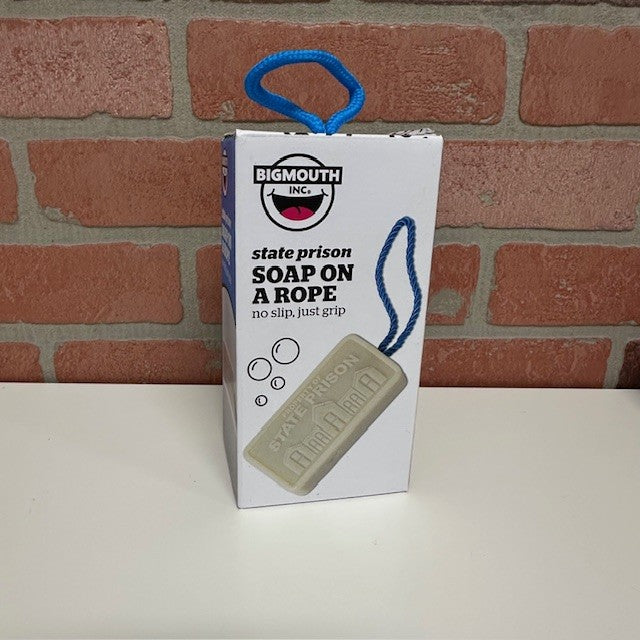 BIGMOUTH
INC.®
state prison
SOAP ON
A ROPE
no slip, just grip
STATE PRISON